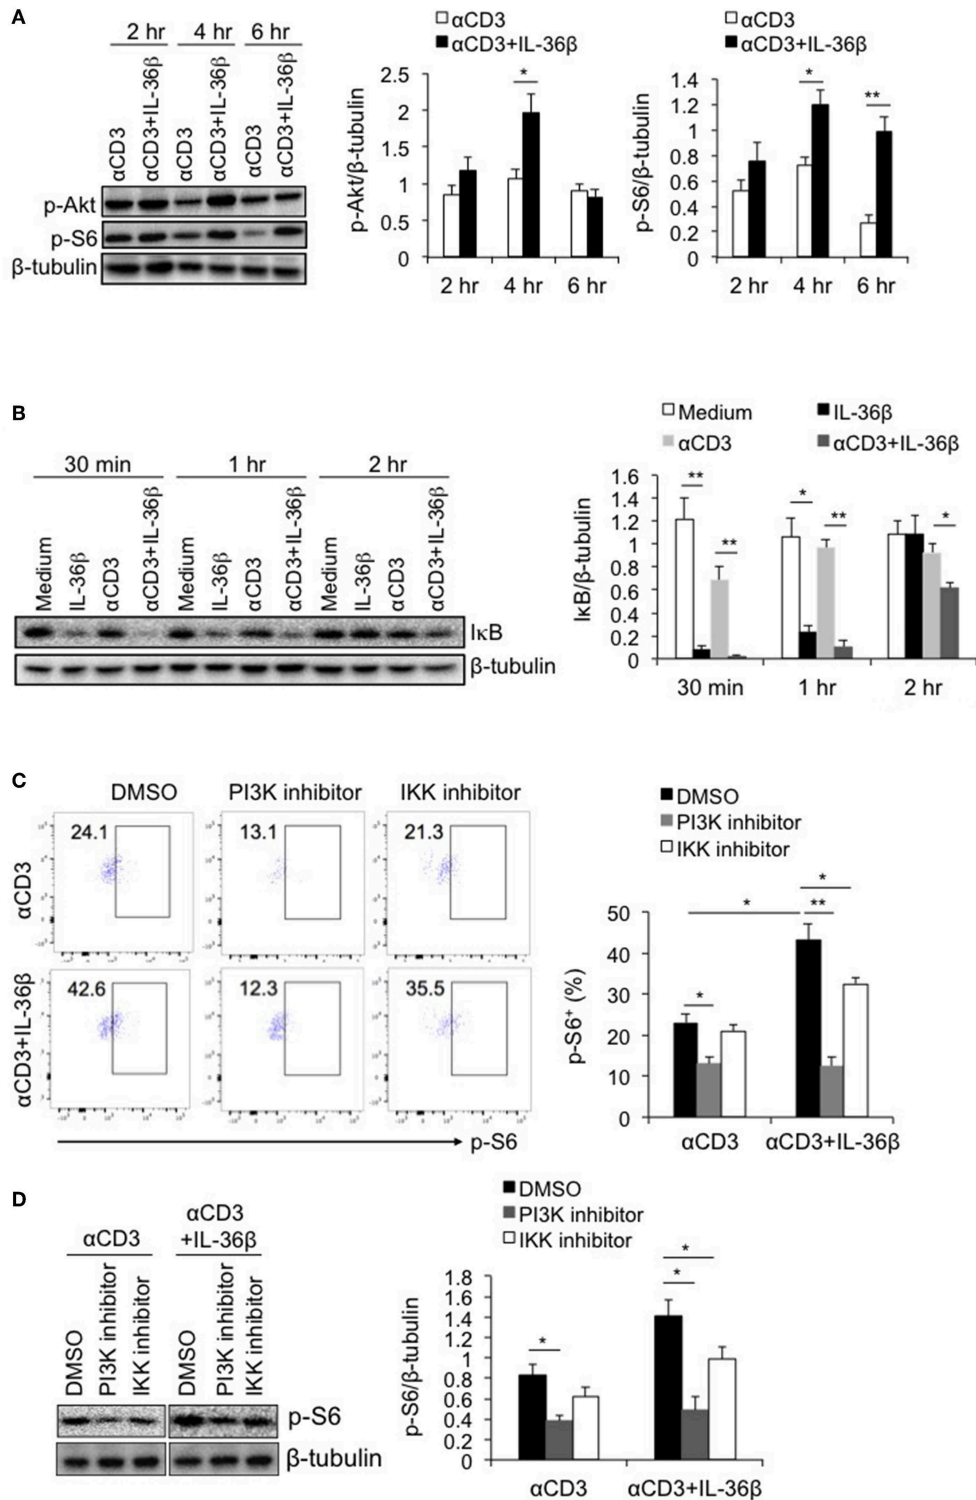 A
2 hr 4 hr 6 hr
αCD3
αCD3+IL-36β
αCD3
αCD3+IL-36β
αCD3
αCD3+IL-36β
p-Akt
p-S6
β-tubulin
αCD3
αCD3+IL-36β
p-Akt/β-tubulin
2.5
2
1.5
1
0.5
0
2 hr 4 hr 6 hr
*
αCD3
αCD3+IL-36β
p-S6/β-tubulin
1.4
1.2
1
0.8
0.6
0.4
0.2
0
2 hr 4 hr 6 hr
* **
B
30 min 1 hr 2 hr
Medium
IL-36β
αCD3
αCD3+IL-36β
Medium
IL-36β
αCD3
αCD3+IL-36β
Medium
IL-36β
αCD3
αCD3+IL-36β
IκB
β-tubulin
Medium IL-36β
αCD3 αCD3+IL-36β
IκB/β-tubulin
1.6
1.4
1.2
1
0.8
0.6
0.4
0.2
0
30 min 1 hr 2 hr
** ** * ** *
C
DMSO PI3K inhibitor IKK inhibitor
αCD3
24.1 13.1 21.3
αCD3+IL-36β
42.6 12.3 35.5
p-S6
DMSO
PI3K inhibitor
IKK inhibitor
p-S6⁺ (%)
50
40
30
20
10
0
αCD3 αCD3+IL-36β
* * ** *
D
αCD3
αCD3
+IL-36β
DMSO
PI3K inhibitor
IKK inhibitor
DMSO
PI3K inhibitor
IKK inhibitor
p-S6
β-tubulin
DMSO
PI3K inhibitor
IKK inhibitor
p-S6/β-tubulin
1.8
1.6
1.4
1.2
1
0.8
0.6
0.4
0.2
0
αCD3 αCD3+IL-36β
* * *